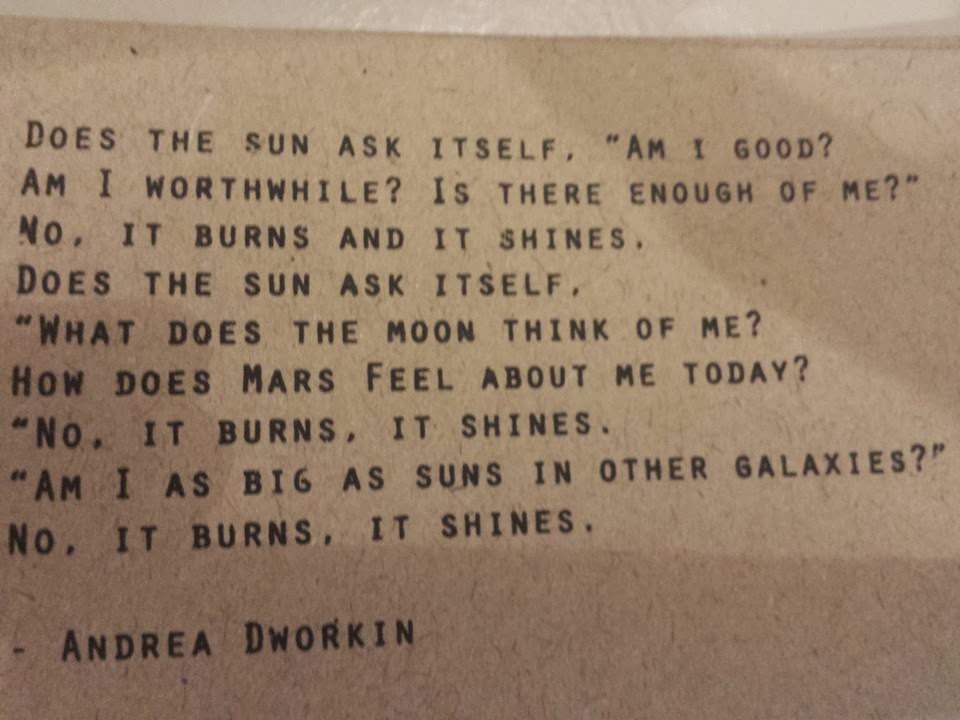 Does the sun ask itself, "Am I good?
Am I worthwhile? Is there enough of me?"
No, it burns and it shines.
Does the sun ask itself,
"What does the moon think of me?
How does Mars Feel about me today?
"No, it burns, it shines.
"Am I as big as suns in other galaxies?"
No, it burns, it shines.
- Andrea Dworkin